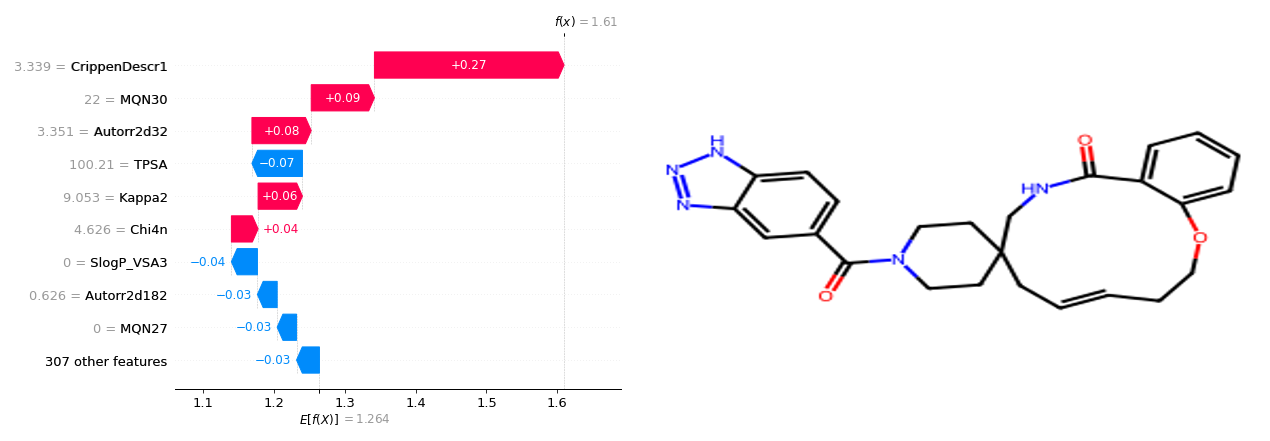 f(x) = 1.61
3.339 = CrippenDescr1
+0.27
22 = MQN30
+0.09
3.351 = Autorr2d32
+0.08
100.21 = TPSA
−0.07
9.053 = Kappa2
+0.06
4.626 = Chi4n
+0.04
0 = SlogP_VSA3
−0.04
0.626 = Autorr2d182
−0.03
0 = MQN27
−0.03
307 other features
−0.03
1.1 1.2 1.3 1.4 1.5 1.6
E[f(X)] = 1.264
H
N
N
N
O
N
HN
O
O